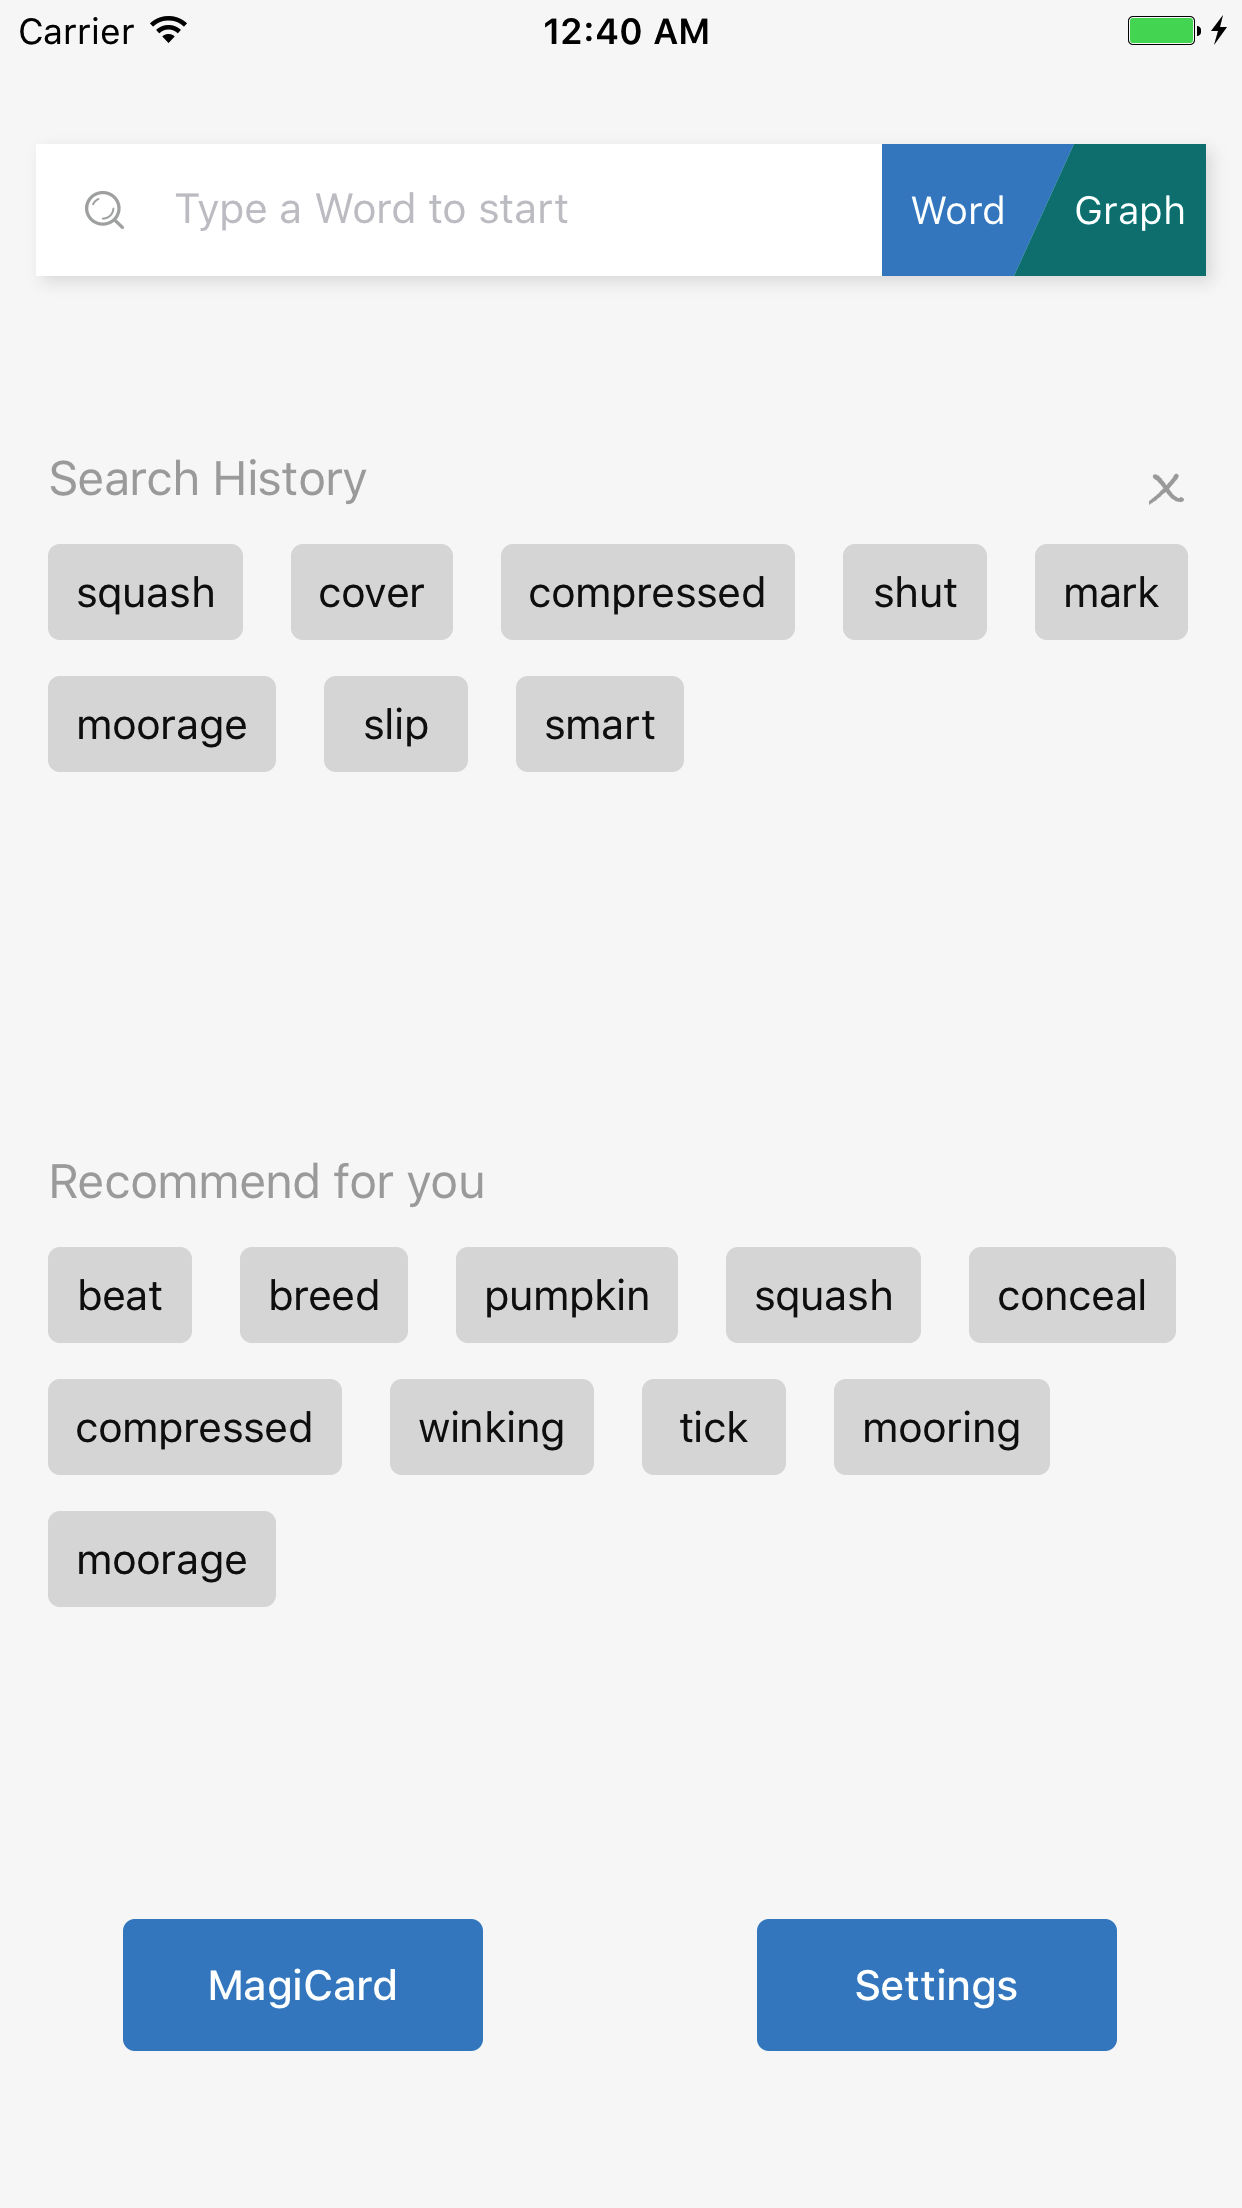 Carrier 12:40 AM
Type a Word to start Word Graph
Search History
squash cover compressed shut mark
moorage slip smart
Recommend for you
beat breed pumpkin squash conceal
compressed winking tick mooring
moorage
MagiCard Settings